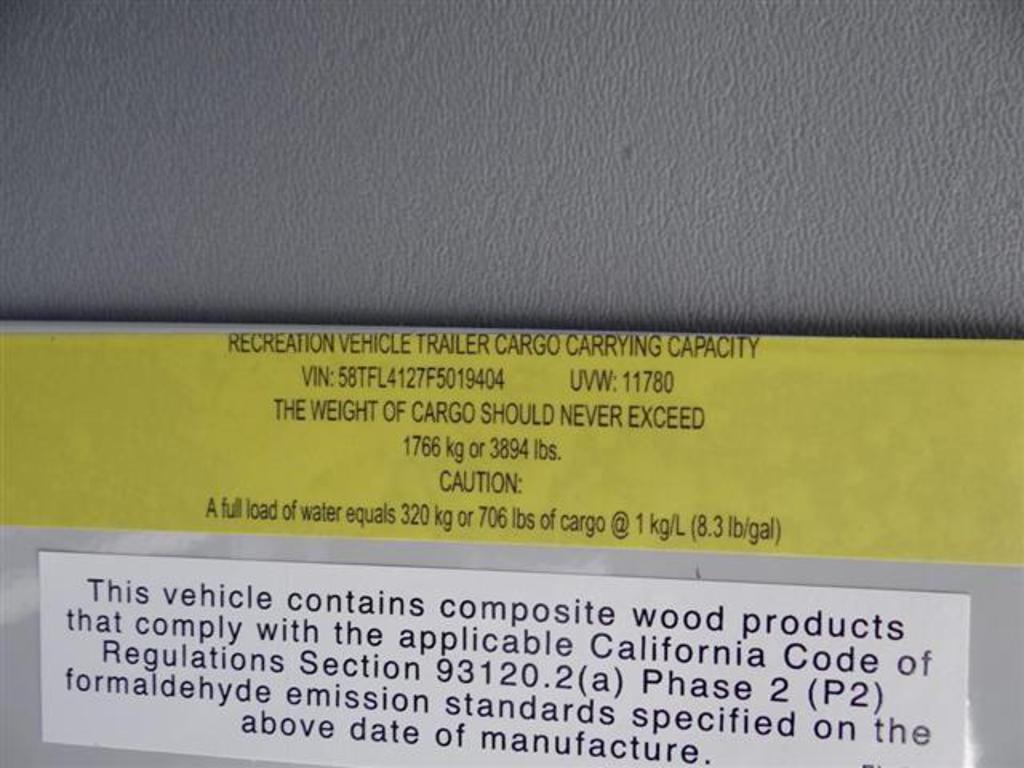 RECREATION VEHICLE TRAILER CARGO CARRYING CAPACITY
VIN: 58TFL4127F5019404 UVW: 11780
THE WEIGHT OF CARGO SHOULD NEVER EXCEED
1766 kg or 3894 lbs.
CAUTION:
A full load of water equals 320 kg or 706 lbs of cargo @ 1 kg/L (8.3 lb/gal)
This vehicle contains composite wood products
that comply with the applicable California Code of
Regulations Section 93120.2(a) Phase 2 (P2)
formaldehyde emission standards specified on the
above date of manufacture.